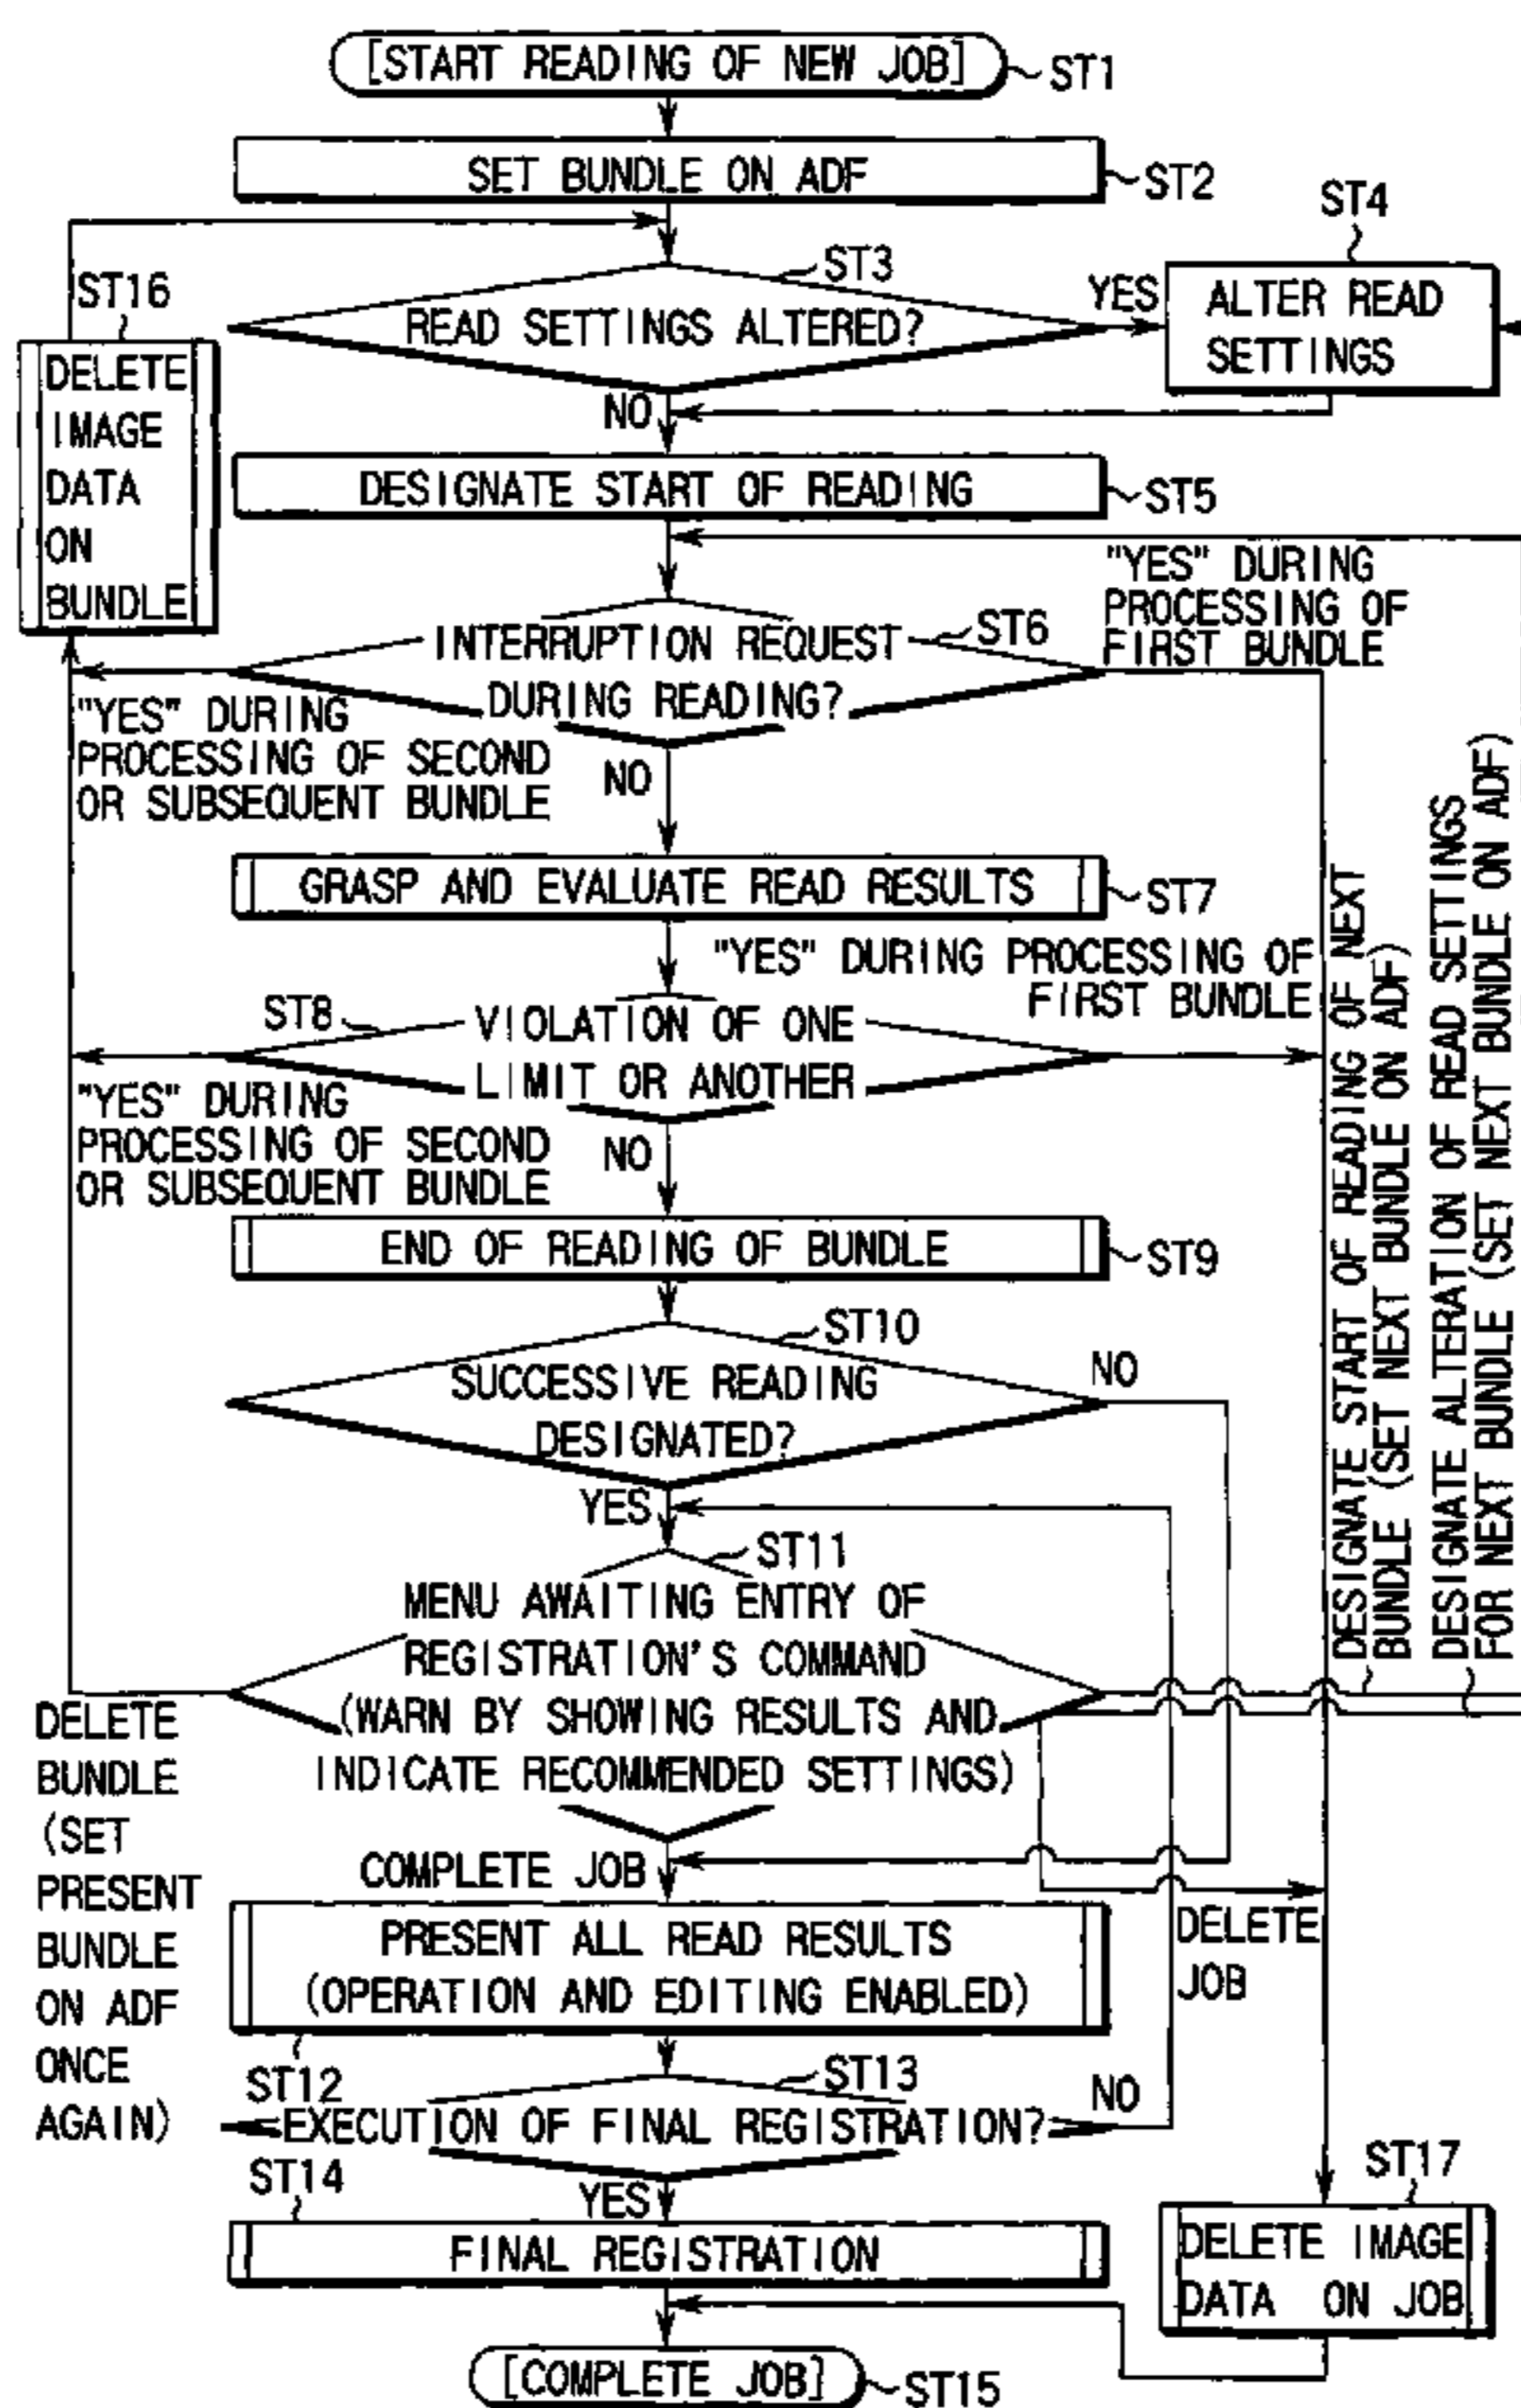 [START READING OF NEW JOB]
ST1
SET BUNDLE ON ADF
ST2
ST4
ST3
ST16
READ SETTINGS ALTERED?
YES
ALTER READ
SETTINGS
DELETE
IMAGE
DATA
ON
BUNDLE
NO
DESIGNATE START OF READING
ST5
"YES" DURING
PROCESSING OF
FIRST BUNDLE
INTERRUPTION REQUEST
DURING READING?
ST6
"YES" DURING
PROCESSING OF SECOND
OR SUBSEQUENT BUNDLE
NO
GRASP AND EVALUATE READ RESULTS
ST7
"YES" DURING PROCESSING OF
FIRST BUNDLE
ST8
VIOLATION OF ONE
LIMIT OR ANOTHER
"YES" DURING
PROCESSING OF SECOND
OR SUBSEQUENT BUNDLE
NO
END OF READING OF BUNDLE
ST9
ST10
SUCCESSIVE READING
DESIGNATED?
NO
YES
DESIGNATE START OF READING OF NEXT
BUNDLE (SET NEXT BUNDLE ON ADF)
DESIGNATE ALTERATION OF READ SETTINGS
FOR NEXT BUNDLE (SET NEXT BUNDLE ON ADF)
ST11
MENU AWAITING ENTRY OF
REGISTRATION'S COMMAND
(WARN BY SHOWING RESULTS AND
INDICATE RECOMMENDED SETTINGS)
DELETE
BUNDLE
(SET
PRESENT
BUNDLE
ON ADF
ONCE
AGAIN)
COMPLETE JOB
PRESENT ALL READ RESULTS
(OPERATION AND EDITING ENABLED)
DELETE
JOB
ST12
ST13
EXECUTION OF FINAL REGISTRATION?
NO
ST14
YES
ST17
FINAL REGISTRATION
DELETE IMAGE
DATA ON JOB
[COMPLETE JOB]
ST15